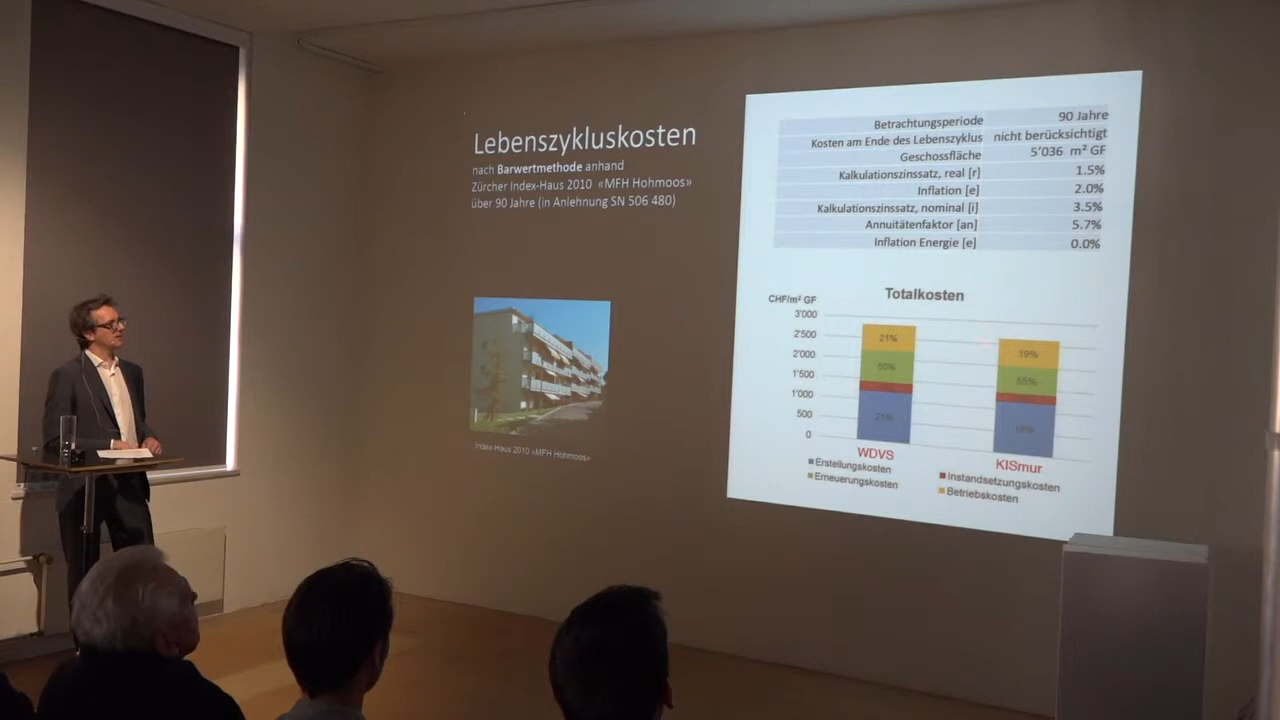 Lebenszykluskosten
nach Barwertmethode anhand
Zürcher Index-Haus 2010 «MFH Hohmoos»
über 90 Jahre (in Anlehnung SN 506 480)
Index-Haus 2010 «MFH Hohmoos»
Betrachtungsperiode 90 Jahre
Kosten am Ende des Lebenszyklus nicht berücksichtigt
Geschossfläche 5'036 m² GF
Kalkulationszinssatz, real [r] 1.5%
Inflation [e] 2.0%
Kalkulationszinssatz, nominal [i] 3.5%
Annuitätenfaktor [an] 5.7%
Inflation Energie [e] 0.0%
Totalkosten
CHF/m² GF
3'000
2'500
2'000
1'500
1'000
500
0
21%
19%
WDVS
KISmur
Erstellungskosten
Instandsetzungskosten
Erneuerungskosten
Betriebskosten